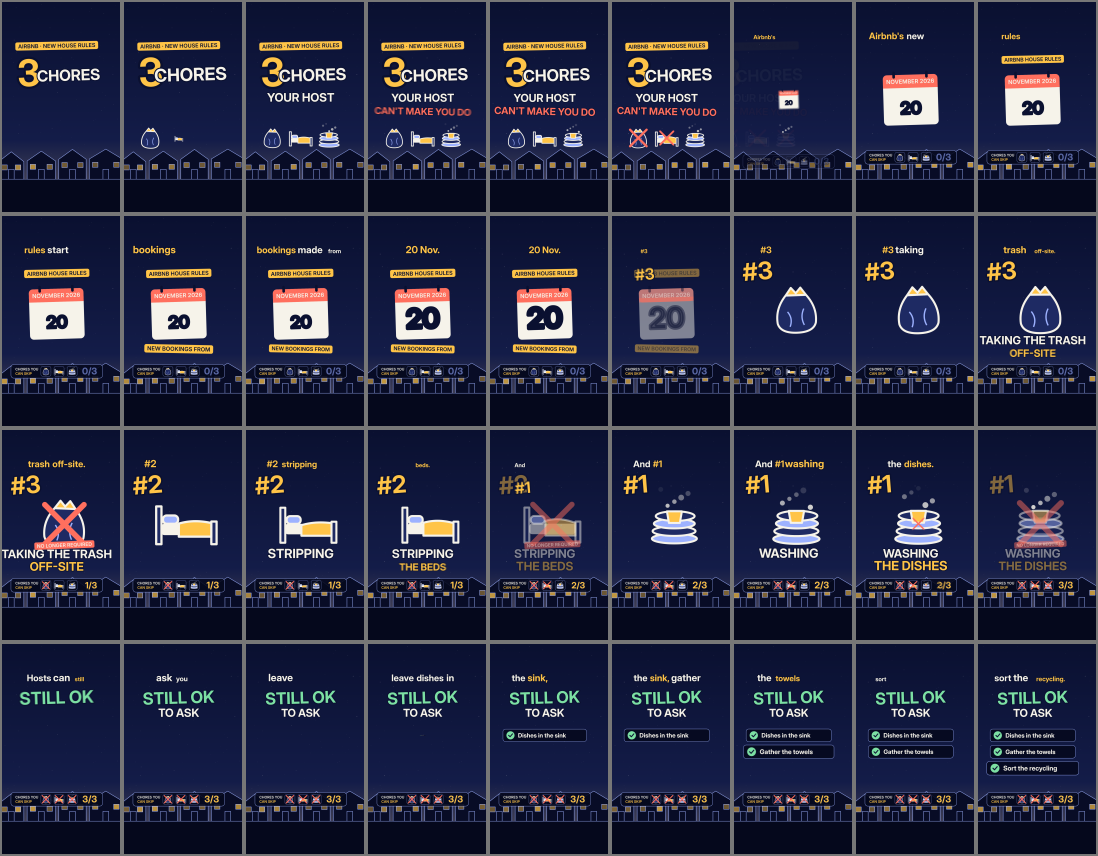 AIRBNB · NEW HOUSE RULES
3 CHORES
AIRBNB · NEW HOUSE RULES
3 CHORES
AIRBNB · NEW HOUSE RULES
3 CHORES
YOUR HOST
AIRBNB · NEW HOUSE RULES
3 CHORES
YOUR HOST
CAN'T MAKE YOU DO
AIRBNB · NEW HOUSE RULES
3 CHORES
YOUR HOST
CAN'T MAKE YOU DO
AIRBNB · NEW HOUSE RULES
3 CHORES
YOUR HOST
CAN'T MAKE YOU DO
Airbnb's
CHORES
20
Airbnb's new
NOVEMBER 2026
20
CHORES YOU
CAN SKIP
0/3
rules
AIRBNB HOUSE RULES
NOVEMBER 2026
20
CHORES YOU
CAN SKIP
0/3
rules start
AIRBNB HOUSE RULES
NOVEMBER 2026
20
CHORES YOU
CAN SKIP
0/3
bookings
AIRBNB HOUSE RULES
NOVEMBER 2026
20
NEW BOOKINGS FROM
CHORES YOU
CAN SKIP
0/3
bookings made from
AIRBNB HOUSE RULES
NOVEMBER 2026
20
NEW BOOKINGS FROM
CHORES YOU
CAN SKIP
0/3
20 Nov.
AIRBNB HOUSE RULES
NOVEMBER 2026
20
NEW BOOKINGS FROM
CHORES YOU
CAN SKIP
0/3
20 Nov.
AIRBNB HOUSE RULES
NOVEMBER 2026
20
NEW BOOKINGS FROM
CHORES YOU
CAN SKIP
0/3
#3
#3 HOUSE RULES
NOVEMBER 2026
20
NEW BOOKINGS FROM
CHORES YOU
CAN SKIP
0/3
#3
#3
CHORES YOU
CAN SKIP
0/3
#3 taking
#3
CHORES YOU
CAN SKIP
0/3
trash off-site.
#3
TAKING THE TRASH
OFF-SITE
CHORES YOU
CAN SKIP
0/3
trash off-site.
#3
NO LONGER REQUIRED
TAKING THE TRASH
OFF-SITE
CHORES YOU
CAN SKIP
1/3
#2
#2
CHORES YOU
CAN SKIP
1/3
#2 stripping
#2
STRIPPING
CHORES YOU
CAN SKIP
1/3
beds.
#2
STRIPPING
THE BEDS
CHORES YOU
CAN SKIP
1/3
And
#2 #1
NO LONGER REQUIRED
STRIPPING
THE BEDS
CHORES YOU
CAN SKIP
2/3
And #1
#1
CHORES YOU
CAN SKIP
2/3
And #1 washing
#1
WASHING
CHORES YOU
CAN SKIP
2/3
the dishes.
#1
WASHING
THE DISHES
CHORES YOU
CAN SKIP
2/3
#1
NO LONGER REQUIRED
WASHING
THE DISHES
CHORES YOU
CAN SKIP
3/3
Hosts can still
STILL OK
CHORES YOU
CAN SKIP
3/3
ask you
STILL OK
TO ASK
CHORES YOU
CAN SKIP
3/3
leave
STILL OK
TO ASK
CHORES YOU
CAN SKIP
3/3
leave dishes in
STILL OK
TO ASK
CHORES YOU
CAN SKIP
3/3
the sink,
STILL OK
TO ASK
Dishes in the sink
CHORES YOU
CAN SKIP
3/3
the sink, gather
STILL OK
TO ASK
Dishes in the sink
CHORES YOU
CAN SKIP
3/3
the towels
STILL OK
TO ASK
Dishes in the sink
Gather the towels
CHORES YOU
CAN SKIP
3/3
sort
STILL OK
TO ASK
Dishes in the sink
Gather the towels
CHORES YOU
CAN SKIP
3/3
sort the recycling.
STILL OK
TO ASK
Dishes in the sink
Gather the towels
Sort the recycling
CHORES YOU
CAN SKIP
3/3